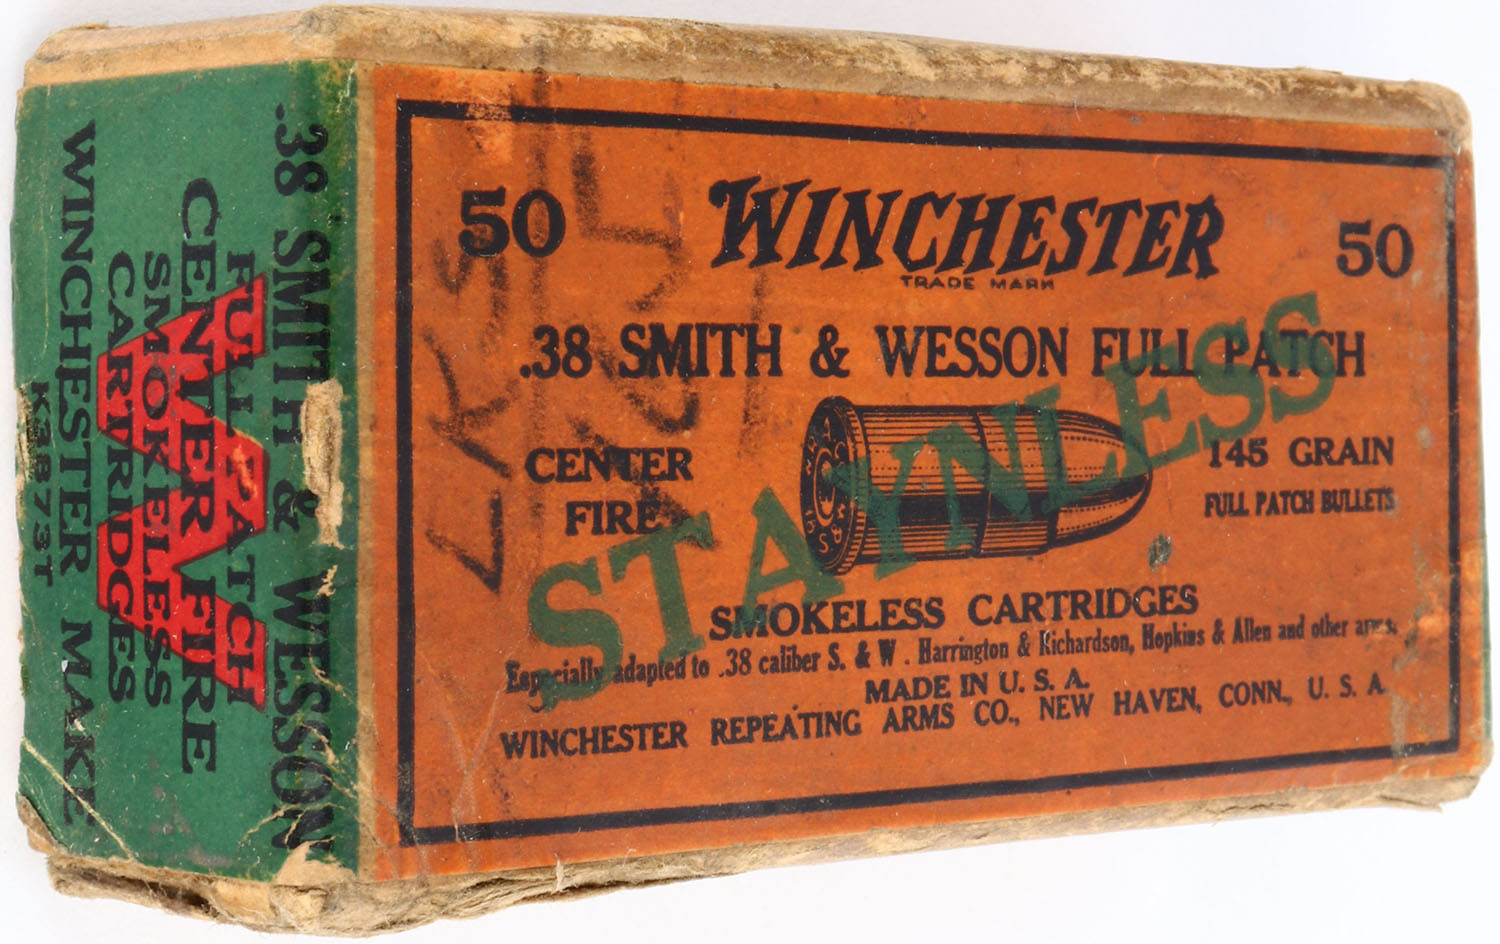 50 WINCHESTER 50
TRADE MARK
.38 SMITH & WESSON FULL PATCH
CENTER
FIRE
145 GRAIN
FULL PATCH BULLETS
STAYNLESS
SMOKELESS CARTRIDGES
Especially adapted to .38 caliber S. & W. Harrington & Richardson, Hopkins & Allen and other arms.
MADE IN U. S. A.
WINCHESTER REPEATING ARMS CO., NEW HAVEN, CONN., U. S. A
.38 SMITH & WESSON
FULL PATCH
CENTER FIRE
SMOKELESS
CARTRIDGES
WINCHESTER MAKE
K3873T
W